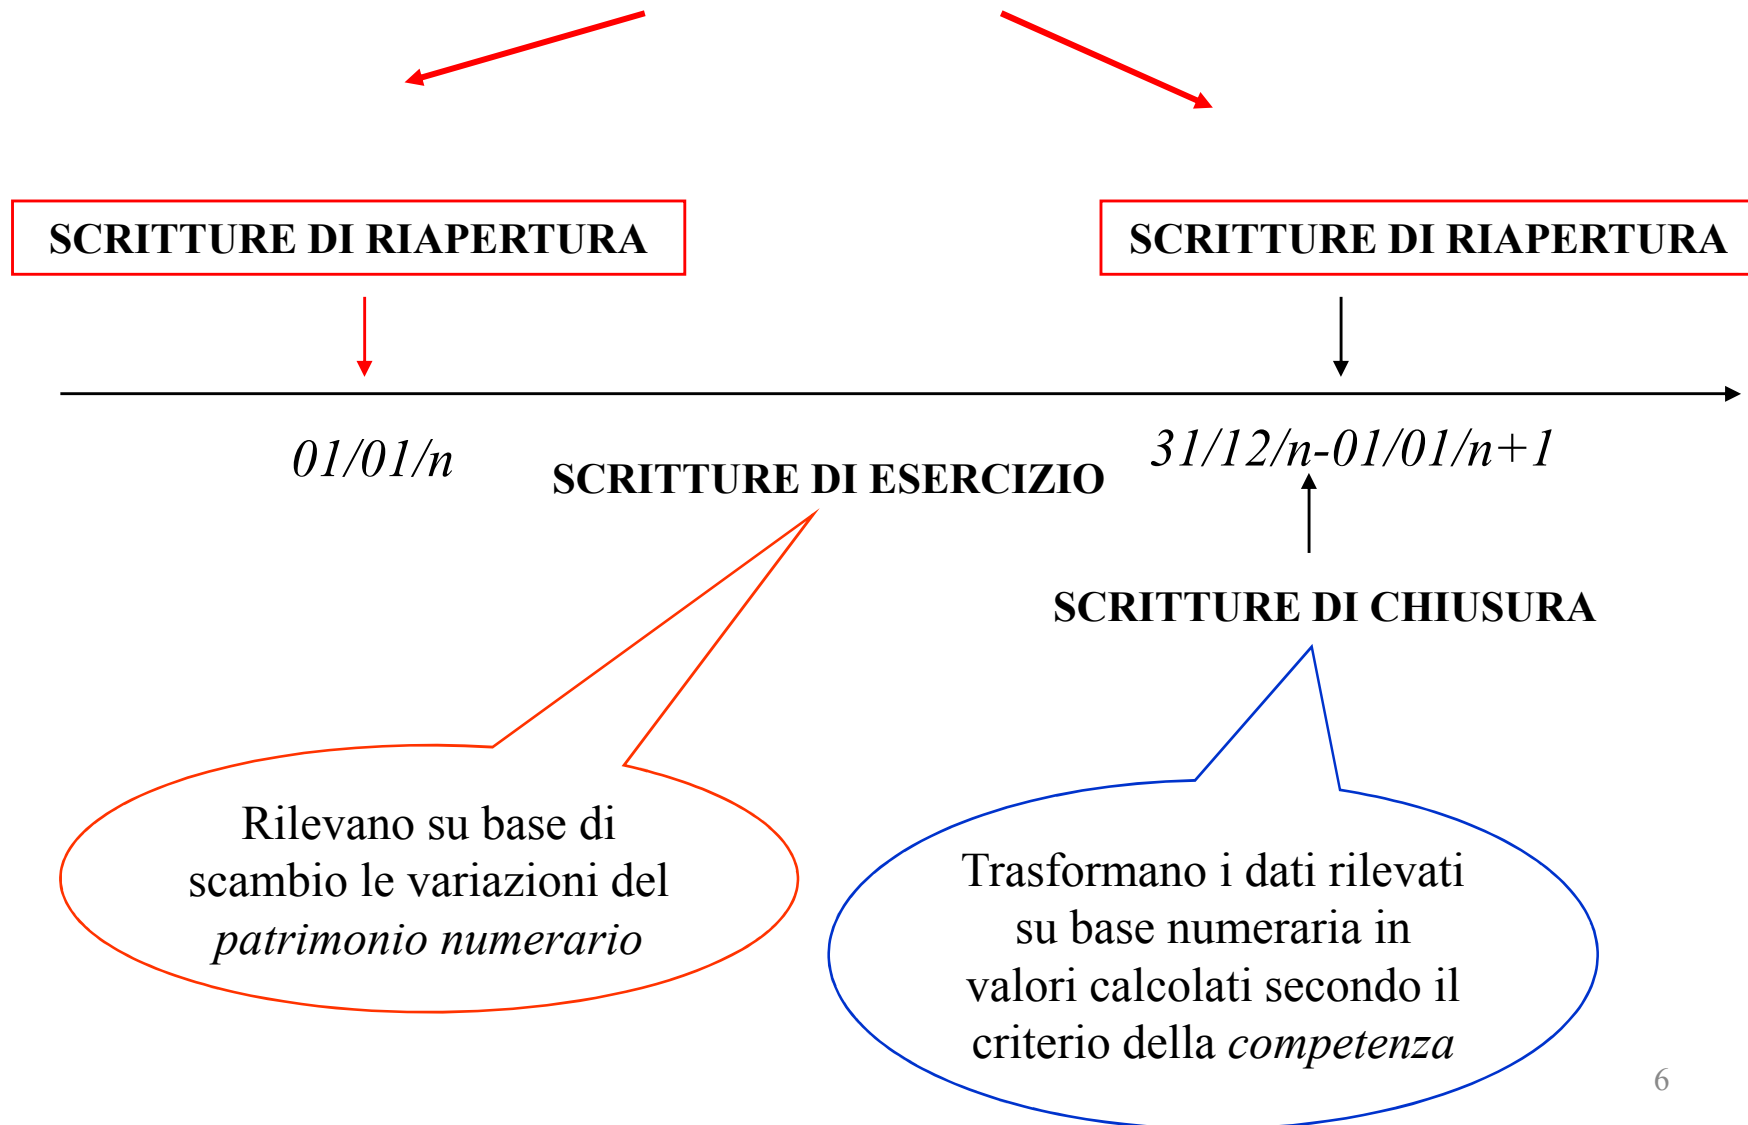 SCRITTURE DI RIAPERTURA
SCRITTURE DI RIAPERTURA
01/01/n
31/12/n-01/01/n+1
SCRITTURE DI ESERCIZIO
SCRITTURE DI CHIUSURA
Rilevano su base di
scambio le variazioni del
patrimonio numerario
Trasformano i dati rilevati
su base numeraria in
valori calcolati secondo il
criterio della competenza
6